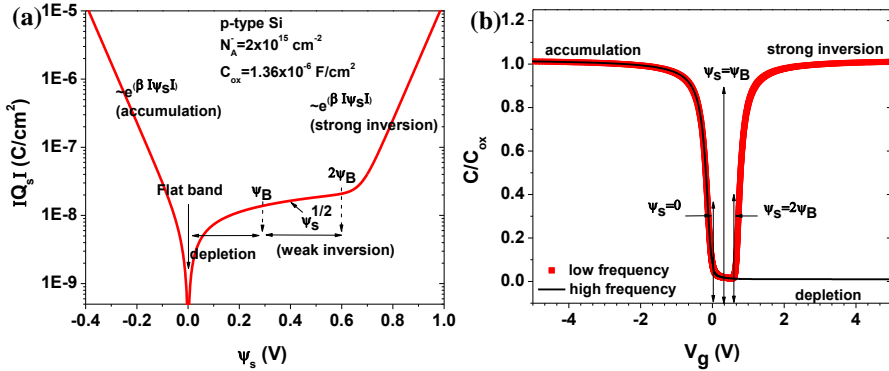 (a)
p-type Si
N_A^-=2x10^15 cm^-2
C_ox=1.36x10^-6 F/cm^2
~e^(β IΨ_S I)
(accumulation)
~e^(β IΨ_S I)
(strong inversion)
Flat band
Ψ_B
2Ψ_B
Ψ_s^1/2
depletion
(weak inversion)
1E-5
1E-6
1E-7
1E-8
1E-9
IQ_s I (C/cm^2)
-0.4
-0.2
0.0
0.2
0.4
0.6
0.8
1.0
Ψ_s (V)
(b)
accumulation
Ψ_S=Ψ_B
strong inversion
Ψ_S=0
Ψ_S=2Ψ_B
low frequency
high frequency
depletion
1.2
1.0
0.8
0.6
0.4
0.2
0.0
C/C_ox
-4
-2
0
2
4
V_g (V)